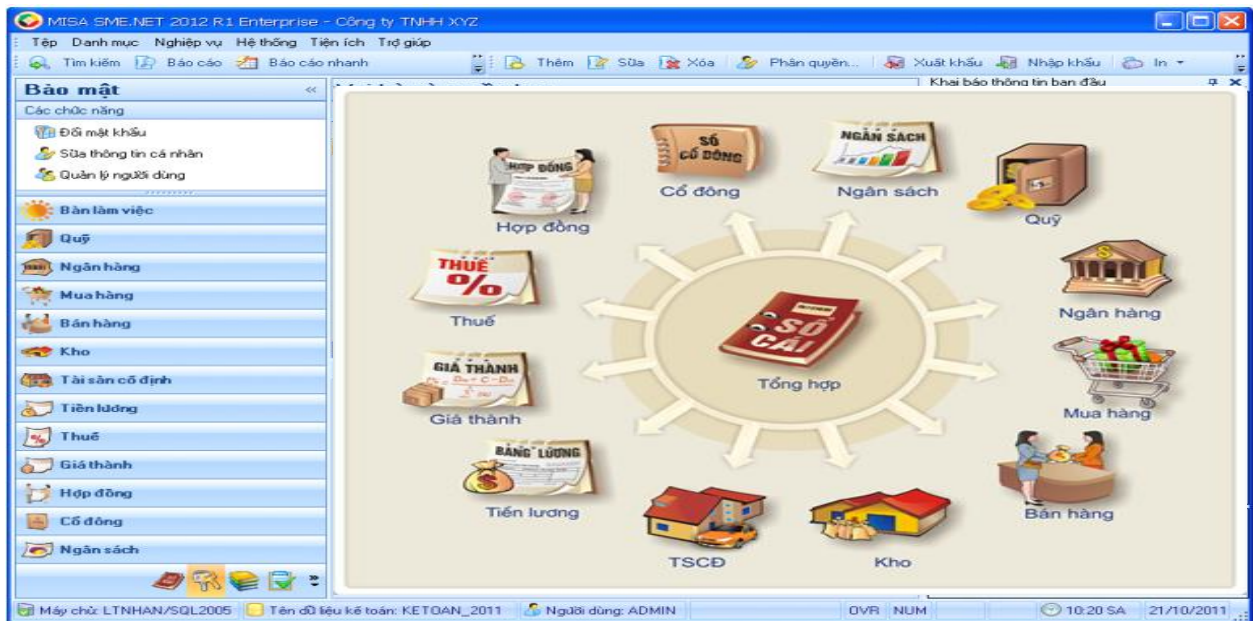 MISA SME.NET 2012 R1 Enterprise - Công ty TNHH XYZ
Tệp Danh mục Nghiệp vụ Hệ thống Tiện ích Trợ giúp
Tìm kiếm Báo cáo Báo cáo nhanh Thêm Sửa Xóa Phân quyền... Xuất khẩu Nhập khẩu In
Bảo mật «
Khai báo thông tin ban đầu
Các chức năng
Đổi mật khẩu
Sửa thông tin cá nhân
Quản lý người dùng
Bàn làm việc
Quỹ
Ngân hàng
Mua hàng
Bán hàng
Kho
Tài sản cố định
Tiền lương
Thuế
Giá thành
Hợp đồng
Cổ đông
Ngân sách
SỔ
CỔ ĐÔNG
Cổ đông
NGÂN SÁCH
Ngân sách
HỢP ĐỒNG
Hợp đồng
Quỹ
THUẾ
%
Thuế
Ngân hàng
SỔ
CÁI
Tổng hợp
GIÁ THÀNH
Giá thành
Mua hàng
BẢNG LƯƠNG
Tiền lương
Bán hàng
TSCĐ
Kho
Máy chủ: LTNHAN/SQL2005 Tên dữ liệu kế toán: KETOAN_2011 Người dùng: ADMIN OVR NUM 10:20 SA 21/10/2011